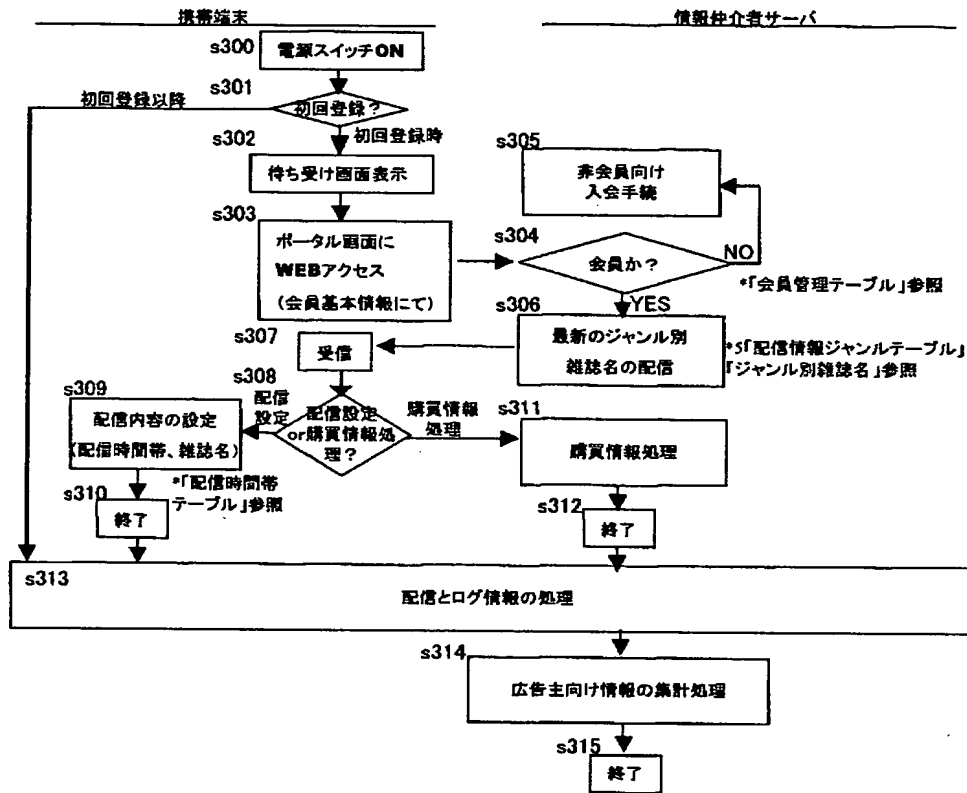 携帯端末
情報仲介者サーバ
s300
電源スイッチON
s301
初回登録以降
初回登録?
初回登録時
s302
待ち受け画面表示
s303
ポータル画面に
WEBアクセス
(会員基本情報にて)
s304
会員か?
NO
YES
*「会員管理テーブル」参照
s305
非会員向け
入会手続
s306
最新のジャンル別
雑誌名の配信
*5「配信情報ジャンルテーブル」
「ジャンル別雑誌名」参照
s307
受信
s308
配信設定
or購買情報処
理?
配信
設定
購買情報
処理
s309
配信内容の設定
(配信時間帯、雑誌名)
*「配信時間帯
テーブル」参照
s310
終了
s311
購買情報処理
s312
終了
s313
配信とログ情報の処理
s314
広告主向け情報の集計処理
s315
終了